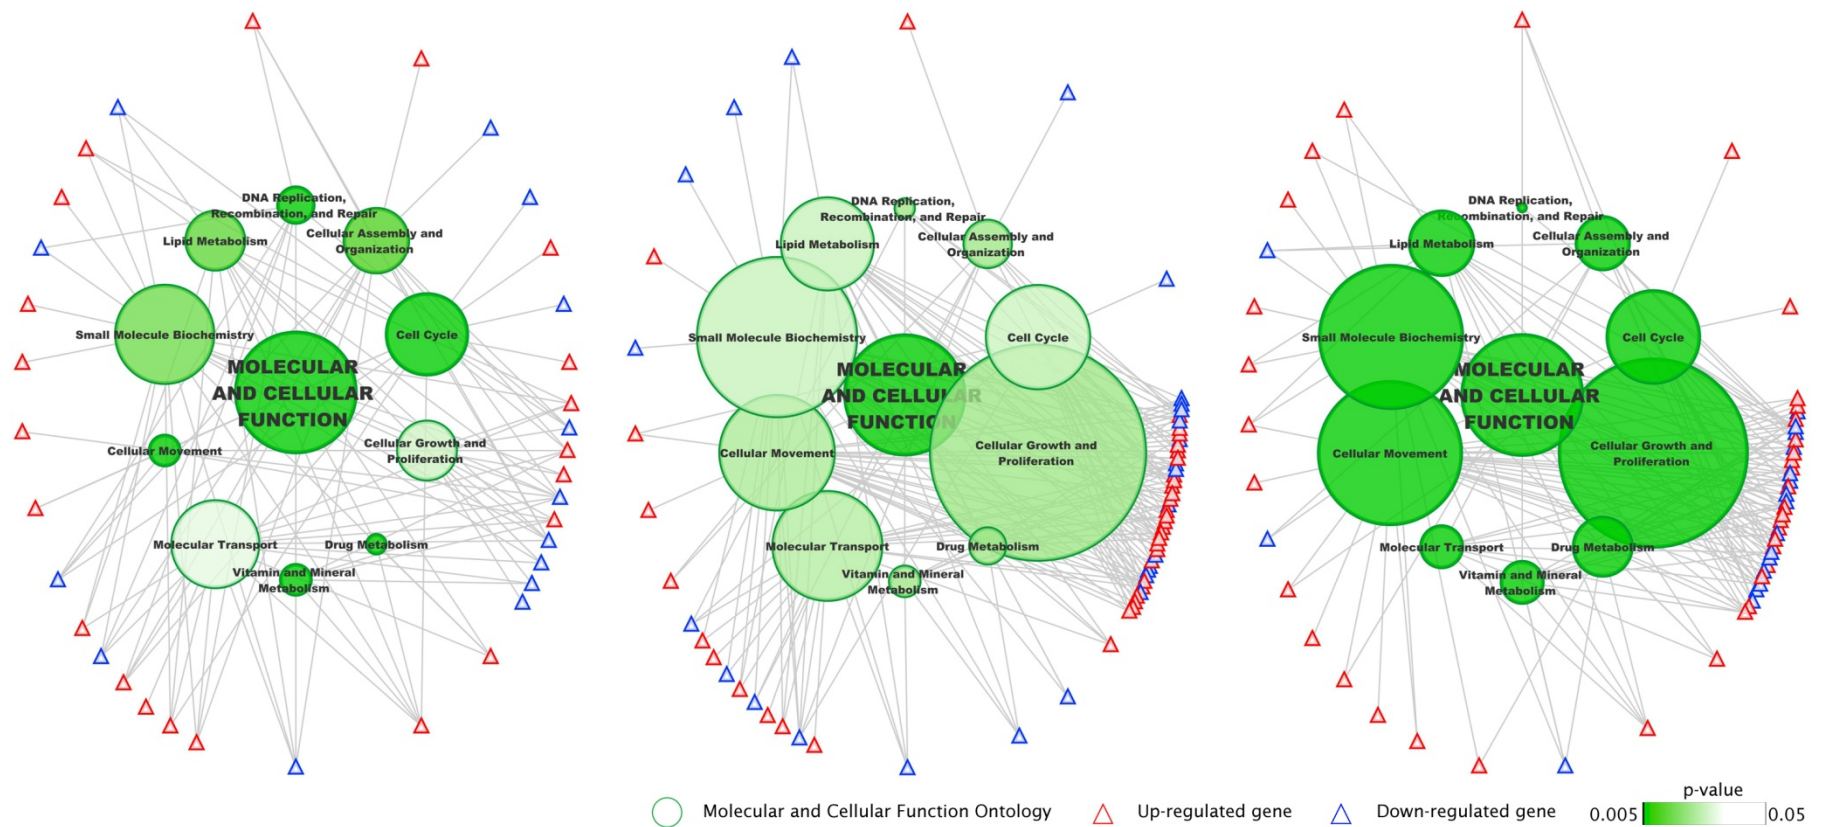 DNA Replication,
Recombination, and Repair
Lipid Metabolism
Cellular Assembly and
Organization
Small Molecule Biochemistry
Cell Cycle
MOLECULAR
AND CELLULAR
FUNCTION
Cellular Growth and
Proliferation
Cellular Movement
Molecular Transport
Drug Metabolism
Vitamin and Mineral
Metabolism
DNA Replication,
Recombination, and Repair
Lipid Metabolism
Cellular Assembly and
Organization
Small Molecule Biochemistry
Cell Cycle
MOLECULAR
AND CELLULAR
FUNCTION
Cellular Growth and
Proliferation
Cellular Movement
Molecular Transport
Drug Metabolism
Vitamin and Mineral
Metabolism
DNA Replication,
Recombination, and Repair
Lipid Metabolism
Cellular Assembly and
Organization
Small Molecule Biochemistry
Cell Cycle
MOLECULAR
AND CELLULAR
FUNCTION
Cellular Growth and
Proliferation
Cellular Movement
Molecular Transport
Drug Metabolism
Vitamin and Mineral
Metabolism
Molecular and Cellular Function Ontology
Up-regulated gene
Down-regulated gene
p-value
0.005 0.05